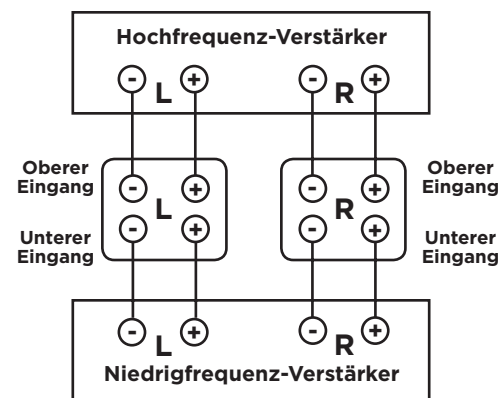 Hochfrequenz-Verstärker
- L + - R +
Oberer
Eingang
- L + - R +
Oberer
Eingang
Unterer
Eingang
- + - +
Unterer
Eingang
- L + - R +
Niedrigfrequenz-Verstärker